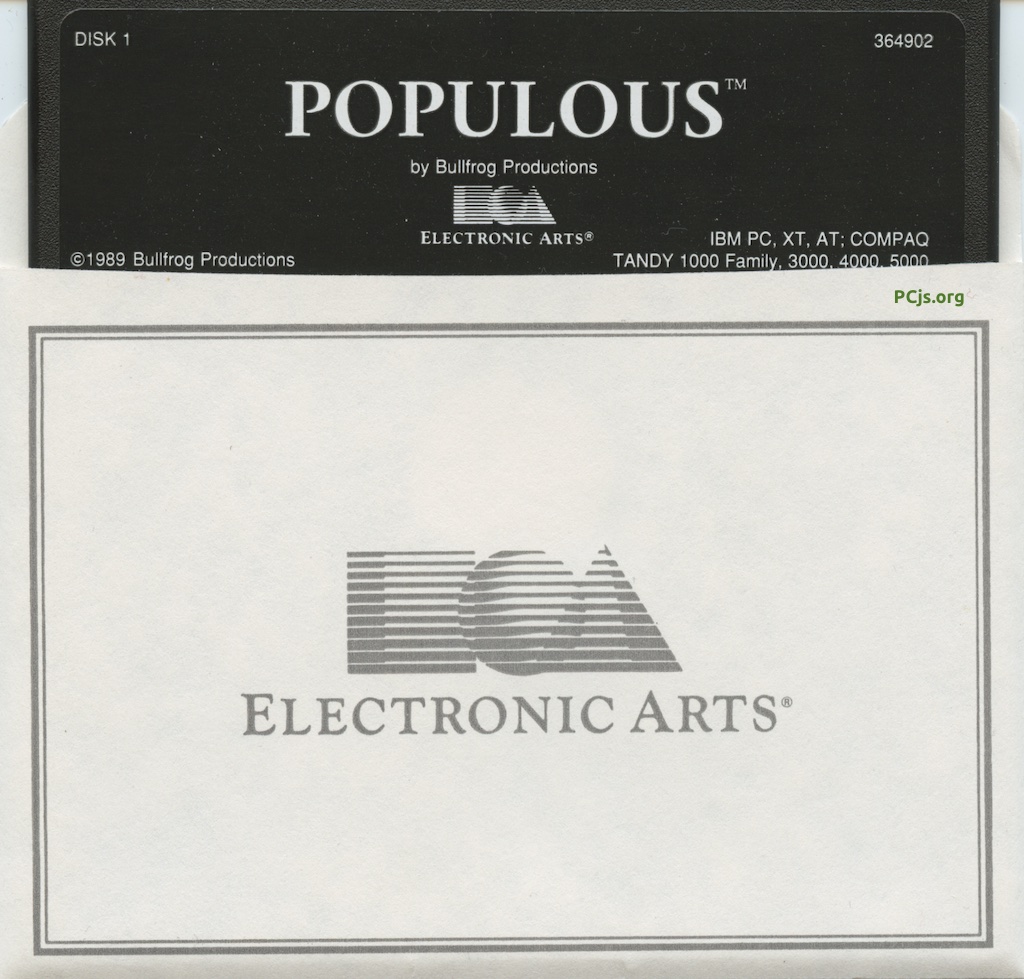 DISK 1
364902
POPULOUS™
by Bullfrog Productions
ELECTRONIC ARTS®
IBM PC, XT, AT; COMPAQ
©1989 Bullfrog Productions
TANDY 1000 Family, 3000, 4000, 5000
PCjs.org
ELECTRONIC ARTS®